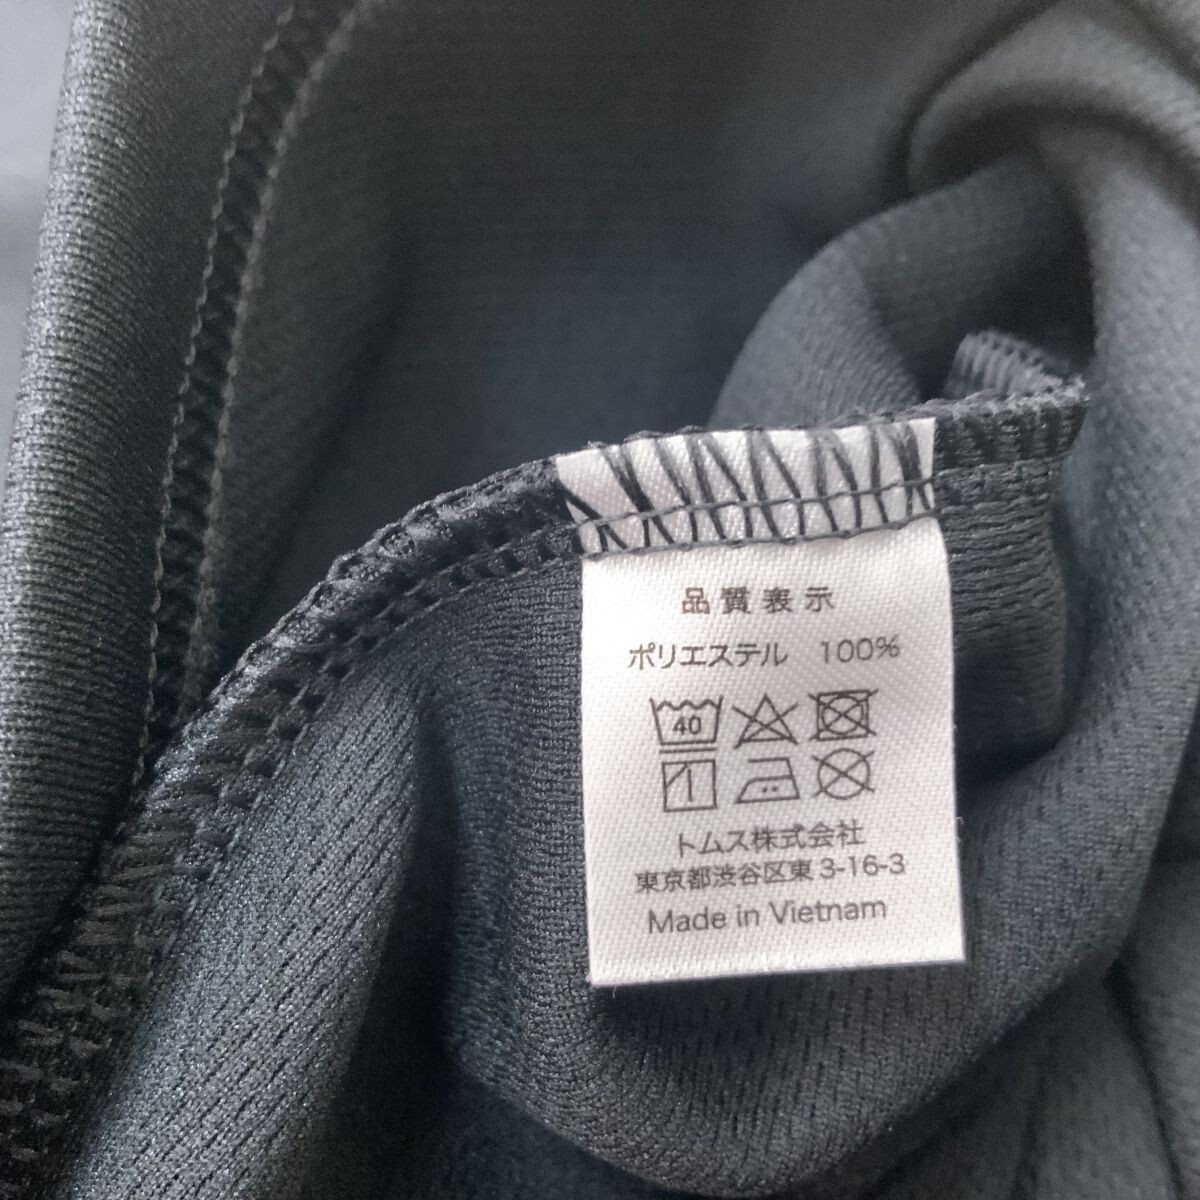 品質表示
ポリエステル 100%
40
トムス株式会社
東京都渋谷区東3-16-3
Made in Vietnam